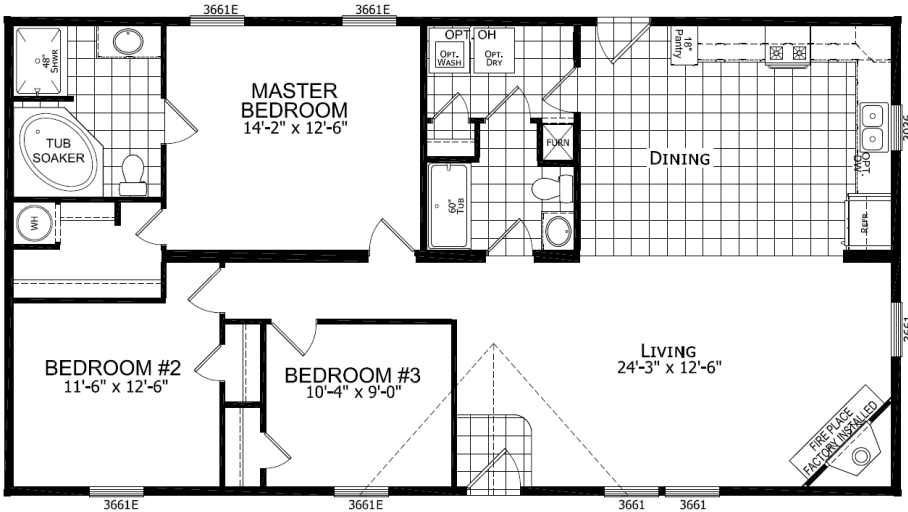 3661E
3661E
48"
SHWR
OPT. OH
OPT.
WASH
OPT.
DRY
18"
Pantry
MASTER
BEDROOM
14'-2" x 12'-6"
TUB
SOAKER
FURN
DINING
OPT.
DW
WH
60"
TUB
REFR
BEDROOM #2
11'-6" x 12'-6"
BEDROOM #3
10'-4" x 9'-0"
LIVING
24'-3" x 12'-6"
3661
FIRE PLACE
FACTORY INSTALLED
3661E
3661E
3661
3661